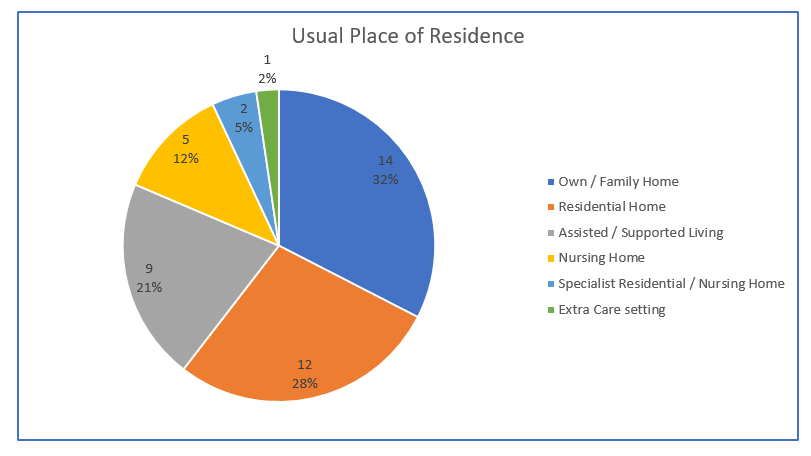 Usual Place of Residence
1
2%
2
5%
5
12%
14
32%
9
21%
12
28%
Own / Family Home
Residential Home
Assisted / Supported Living
Nursing Home
Specialist Residential / Nursing Home
Extra Care setting